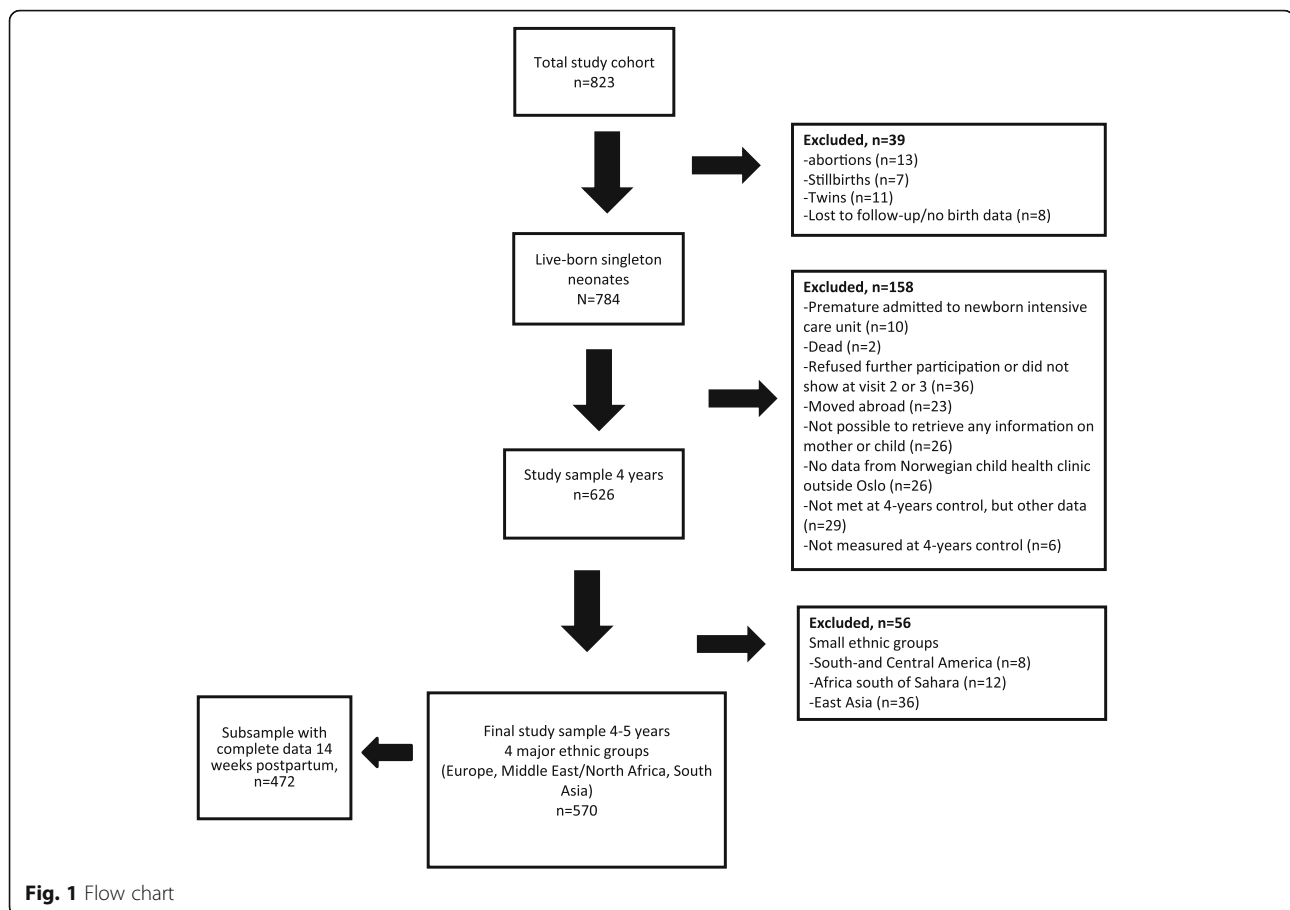 Total study cohort
n=823
Excluded, n=39
-abortions (n=13)
-Stillbirths (n=7)
-Twins (n=11)
-Lost to follow-up/no birth data (n=8)
Live-born singleton
neonates
N=784
Excluded, n=158
-Premature admitted to newborn intensive
care unit (n=10)
-Dead (n=2)
-Refused further participation or did not
show at visit 2 or 3 (n=36)
-Moved abroad (n=23)
-Not possible to retrieve any information on
mother or child (n=26)
-No data from Norwegian child health clinic
outside Oslo (n=26)
-Not met at 4-years control, but other data
(n=29)
-Not measured at 4-years control (n=6)
Study sample 4 years
n=626
Excluded, n=56
Small ethnic groups
-South-and Central America (n=8)
-Africa south of Sahara (n=12)
-East Asia (n=36)
Final study sample 4-5 years
4 major ethnic groups
(Europe, Middle East/North Africa, South
Asia)
n=570
Subsample with
complete data 14
weeks postpartum,
n=472
Fig. 1 Flow chart